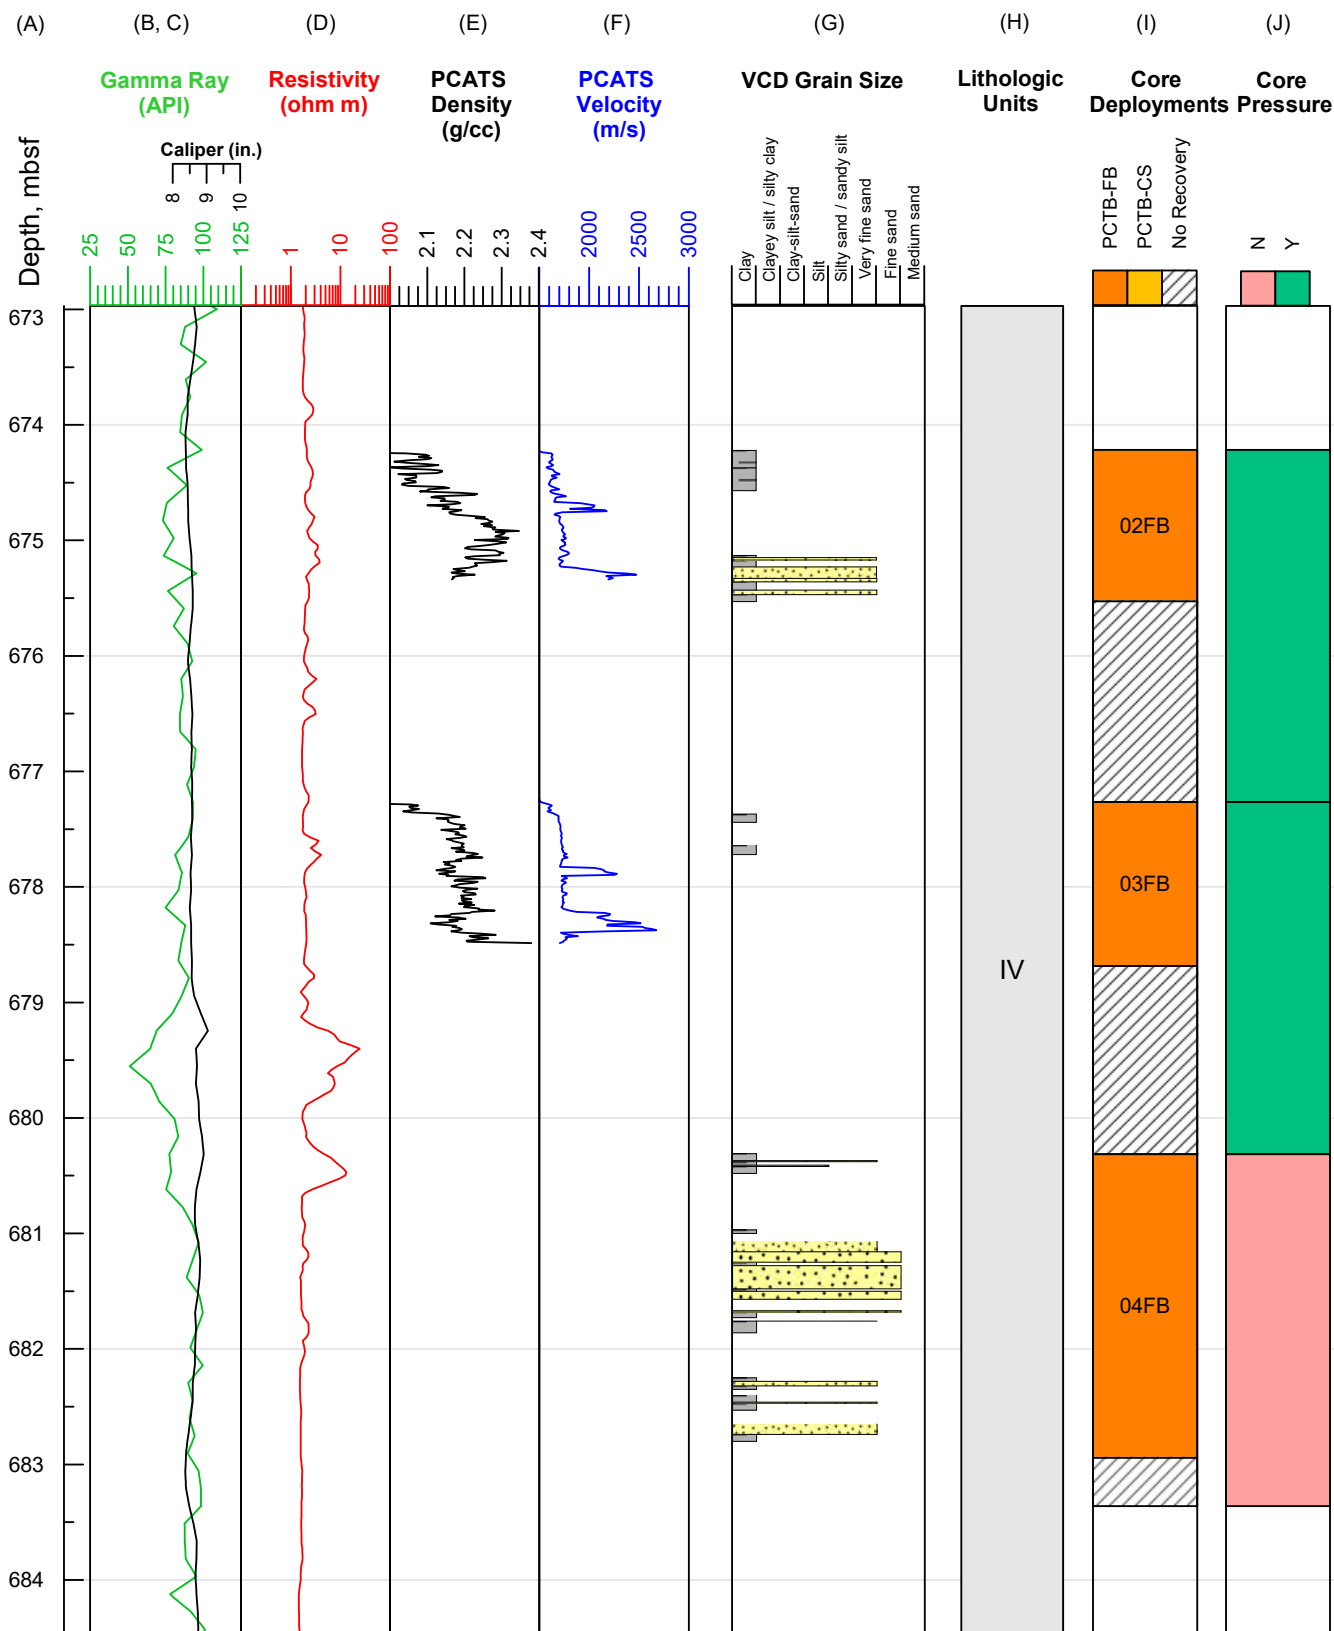 (A) (B, C) (D) (E) (F) (G) (H) (I) (J)
Gamma Ray
(API)
Resistivity
(ohm m)
PCATS
Density
(g/cc)
PCATS
Velocity
(m/s)
VCD Grain Size
Lithologic
Units
Core
Deployments
Core
Pressure
Depth, mbsf
Caliper (in.)
8 9 10
25 50 75 100 125
1 10 100
2.1 2.2 2.3 2.4
2000 2500 3000
Clay
Clayey silt / silty clay
Clay-silt-sand
Silt
Silty sand / sandy silt
Very fine sand
Fine sand
Medium sand
PCTB-FB
PCTB-CS
No Recovery
N
Y
673
674
675
676
677
678
679
680
681
682
683
684
IV
02FB
03FB
04FB